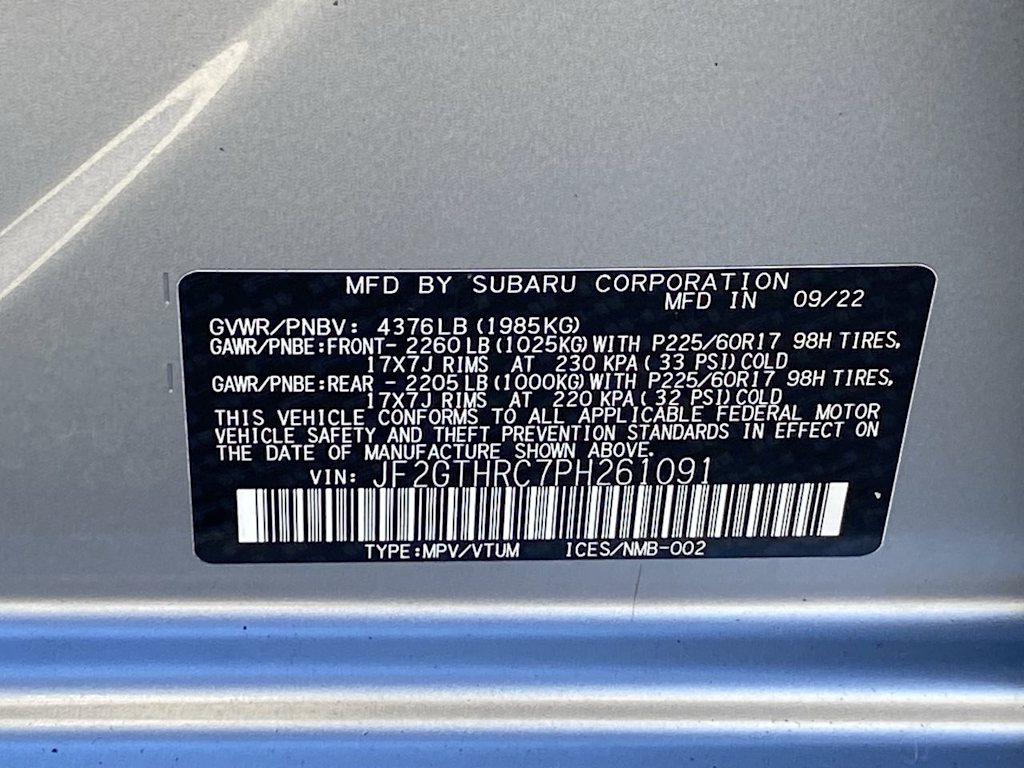 MFD BY SUBARU CORPORATION
MFD IN 09/22
GVWR/PNBV: 4376LB (1985KG)
GAWR/PNBE:FRONT- 2260LB (1025KG) WITH P225/60R17 98H TIRES,
17X7J RIMS AT 230 KPA ( 33 PSI) COLD
GAWR/PNBE:REAR - 2205LB (1000KG) WITH P225/60R17 98H TIRES,
17X7J RIMS AT 220 KPA ( 32 PSI) COLD
THIS VEHICLE CONFORMS TO ALL APPLICABLE FEDERAL MOTOR
VEHICLE SAFETY AND THEFT PREVENTION STANDARDS IN EFFECT ON
THE DATE OF MANUFACTURE SHOWN ABOVE.
VIN: JF2GTHRC7PH261091
TYPE:MPV/VTUM ICES/NMB-002